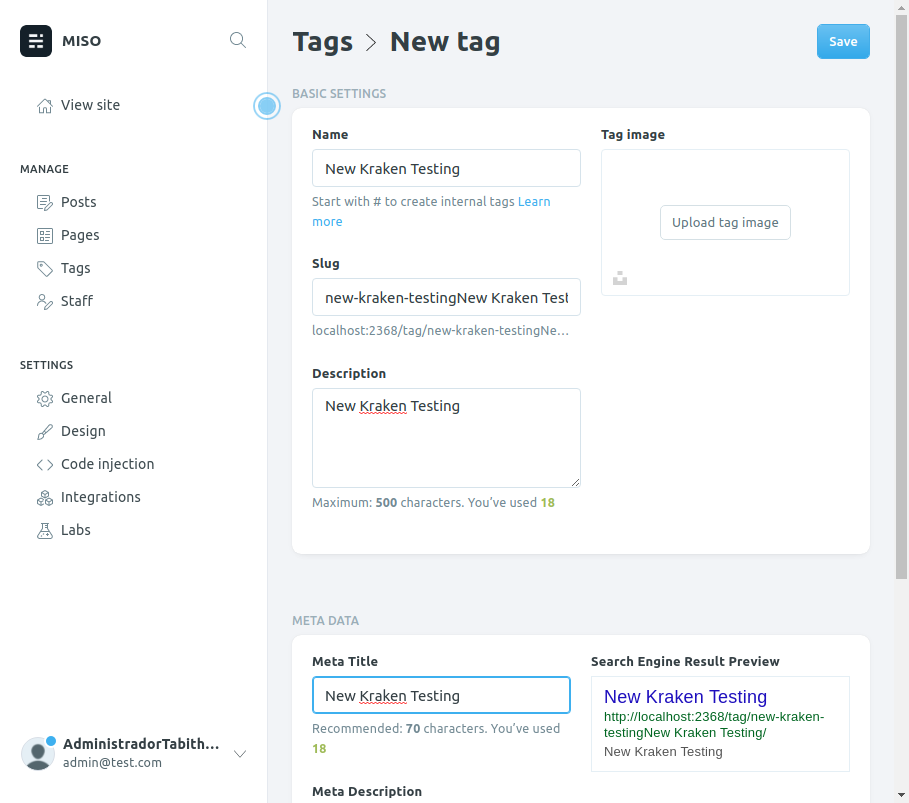 MISO
View site
MANAGE
Posts
Pages
Tags
Staff
SETTINGS
General
Design
Code injection
Integrations
Labs
AdministradorTabith...
admin@test.com
Tags > New tag
Save
BASIC SETTINGS
Name
New Kraken Testing
Start with # to create internal tags Learn
more
Slug
new-kraken-testingNew Kraken Test
localhost:2368/tag/new-kraken-testingNe...
Description
New Kraken Testing
Maximum: 500 characters. You've used 18
Tag image
Upload tag image
META DATA
Meta Title
New Kraken Testing
Recommended: 70 characters. You've used
18
Meta Description
Search Engine Result Preview
New Kraken Testing
http://localhost:2368/tag/new-kraken-
testingNew Kraken Testing/
New Kraken Testing